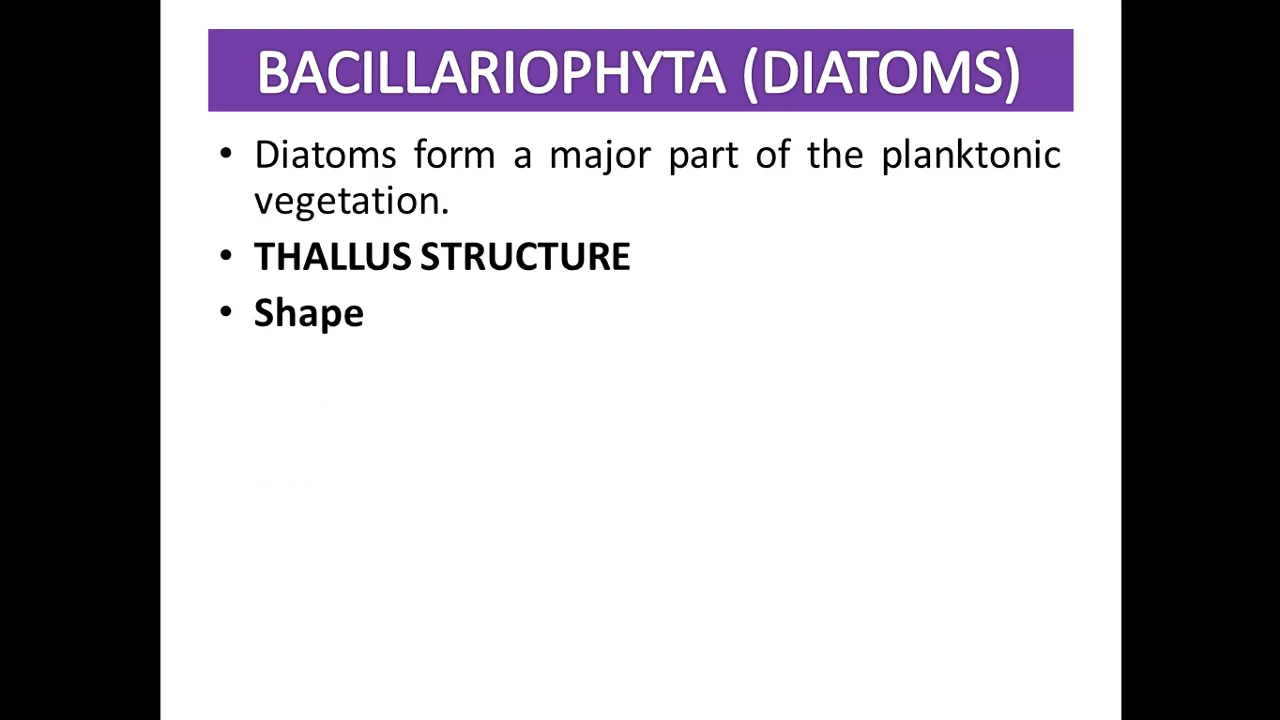 BACILLARIOPHYTA (DIATOMS)
• Diatoms form a major part of the planktonic
vegetation.
• THALLUS STRUCTURE
• Shape